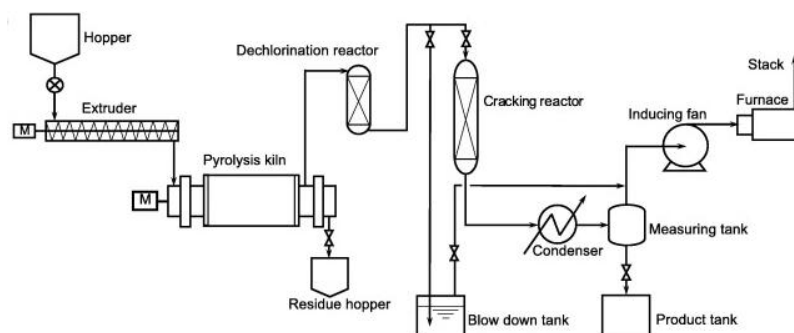 Hopper
Dechlorination reactor
Stack
Extruder
Cracking reactor
Furnace
Inducing fan
M
Pyrolysis kiln
M
Measuring tank
Condenser
Residue hopper
Blow down tank
Product tank